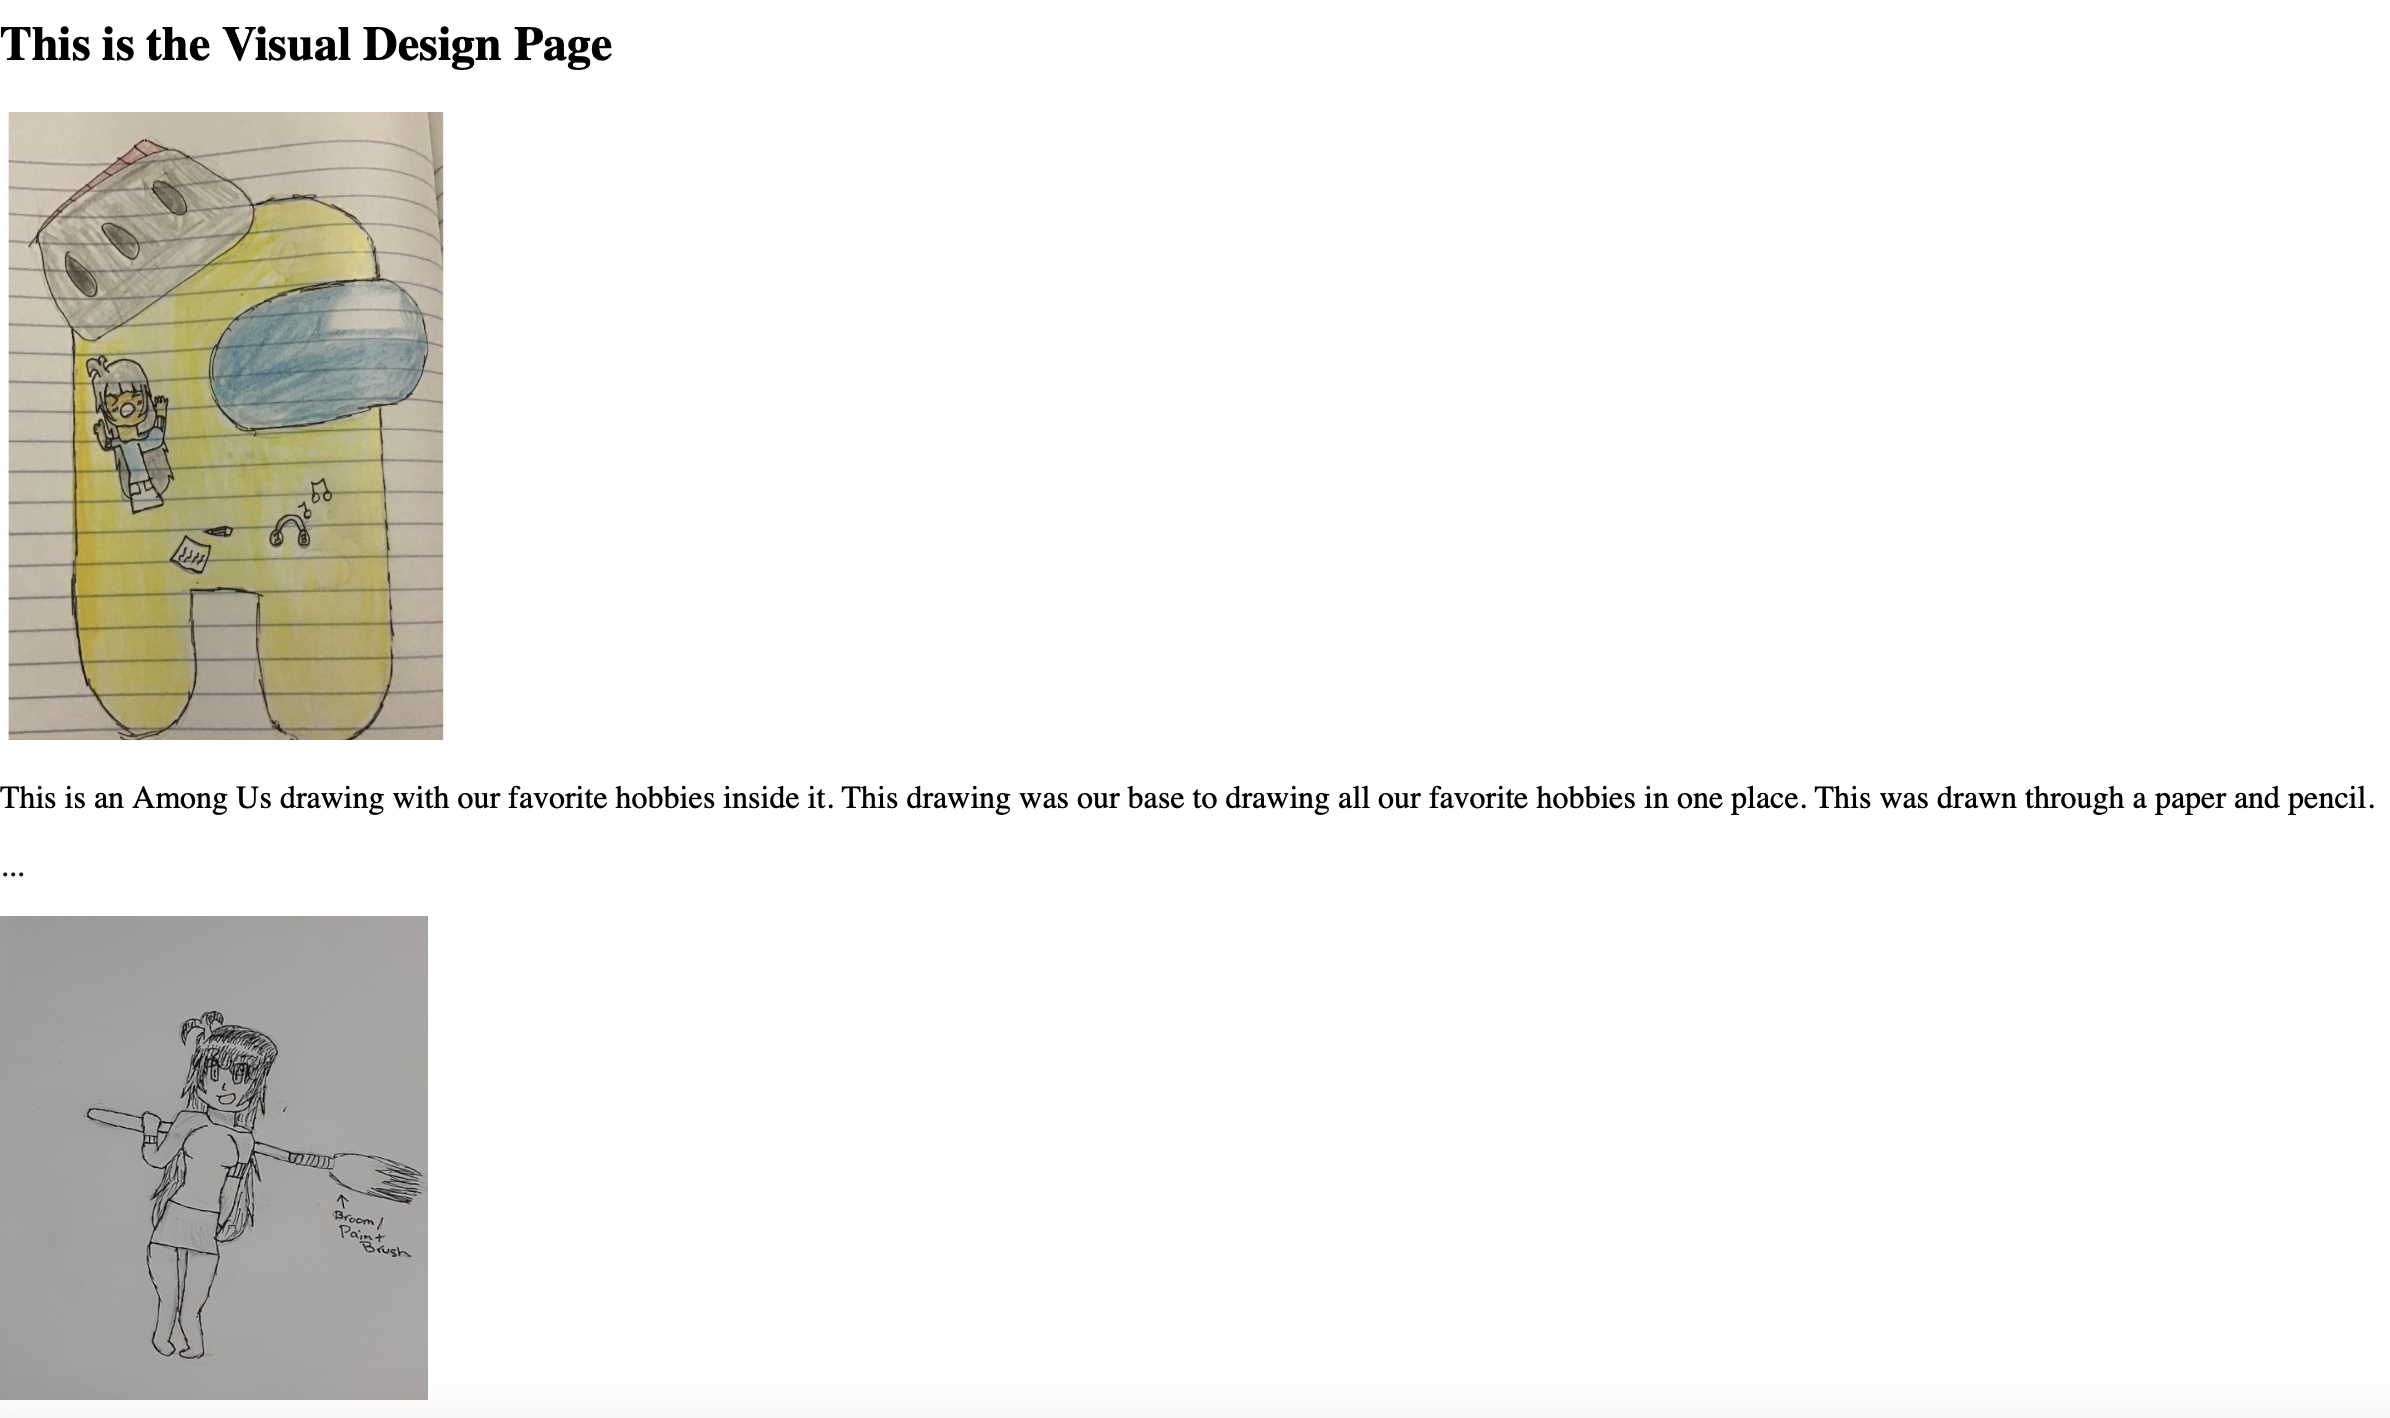 This is the Visual Design Page
This is an Among Us drawing with our favorite hobbies inside it. This drawing was our base to drawing all our favorite hobbies in one place. This was drawn through a paper and pencil.
...
Broom/
Paint
Brush